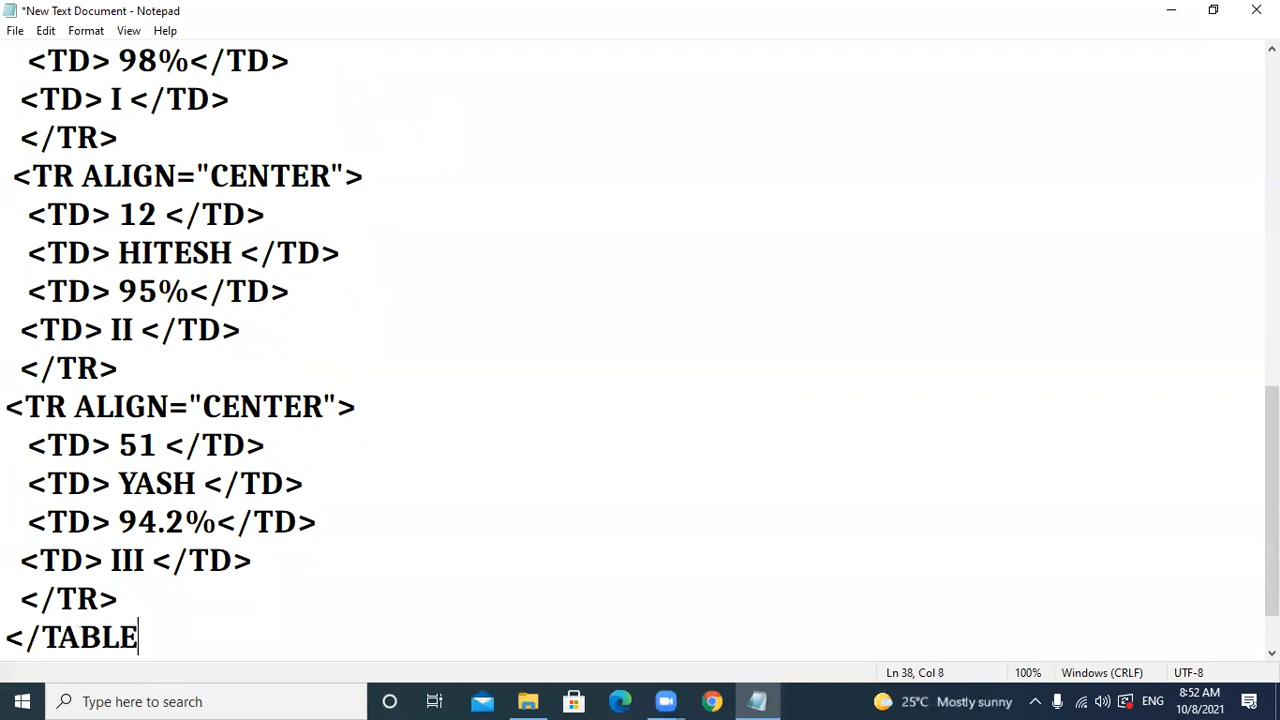 *New Text Document - Notepad
File Edit Format View Help
<TD> 98%</TD>
<TD> I </TD>
</TR>
<TR ALIGN="CENTER">
<TD> 12 </TD>
<TD> HITESH </TD>
<TD> 95%</TD>
<TD> II </TD>
</TR>
<TR ALIGN="CENTER">
<TD> 51 </TD>
<TD> YASH </TD>
<TD> 94.2%</TD>
<TD> III </TD>
</TR>
</TABLE
Ln 38, Col 8 100% Windows (CRLF) UTF-8
Type here to search 25°C Mostly sunny ENG 8:52 AM
10/8/2021